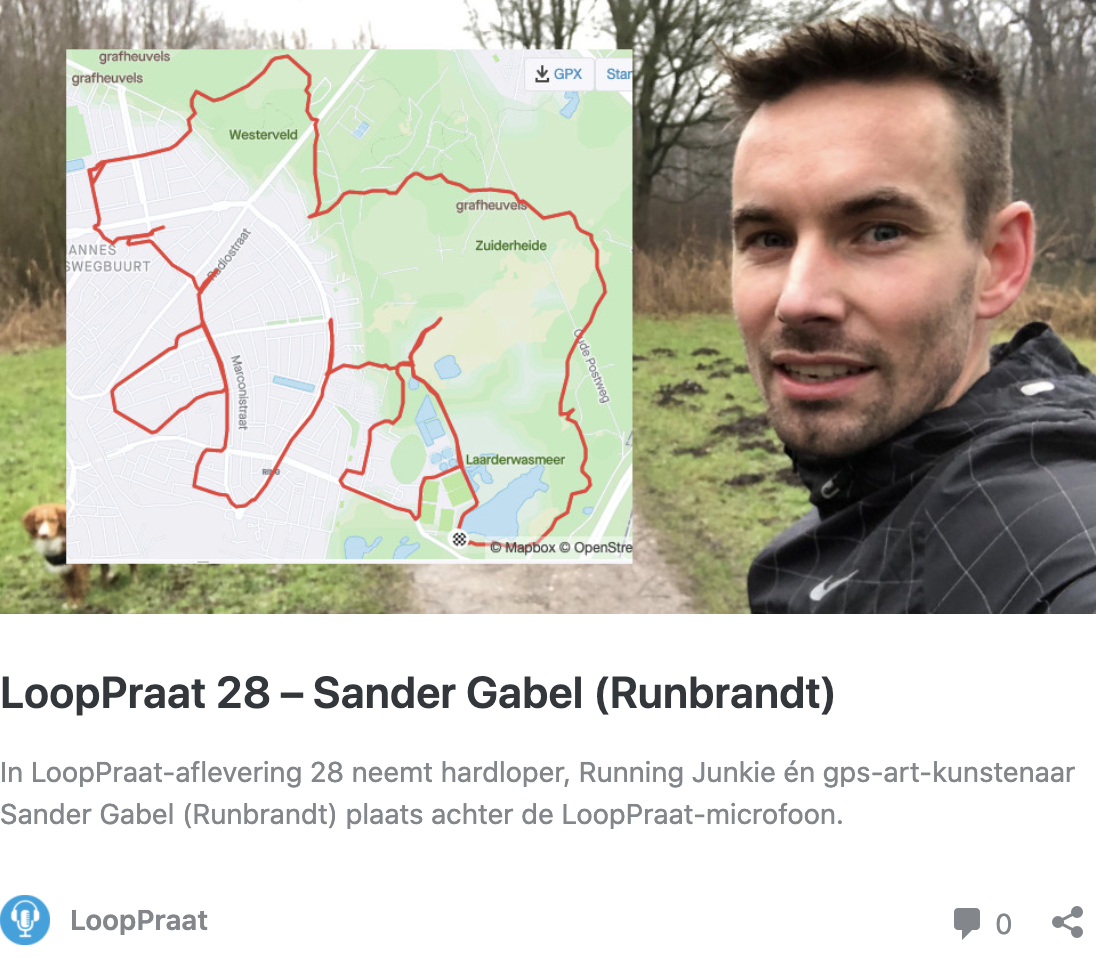 grafheuvels
grafheuvels
GPX
Star
Westerveld
grafheuvels
Zuiderheide
ANNES
SWEGBUURT
Radiostraat
Oude Postweg
Marconistraat
Laarderwasmeer
RING
© Mapbox © OpenStre
LoopPraat 28 – Sander Gabel (Runbrandt)
In LoopPraat-aflevering 28 neemt hardloper, Running Junkie én gps-art-kunstenaar
Sander Gabel (Runbrandt) plaats achter de LoopPraat-microfoon.
LoopPraat
0